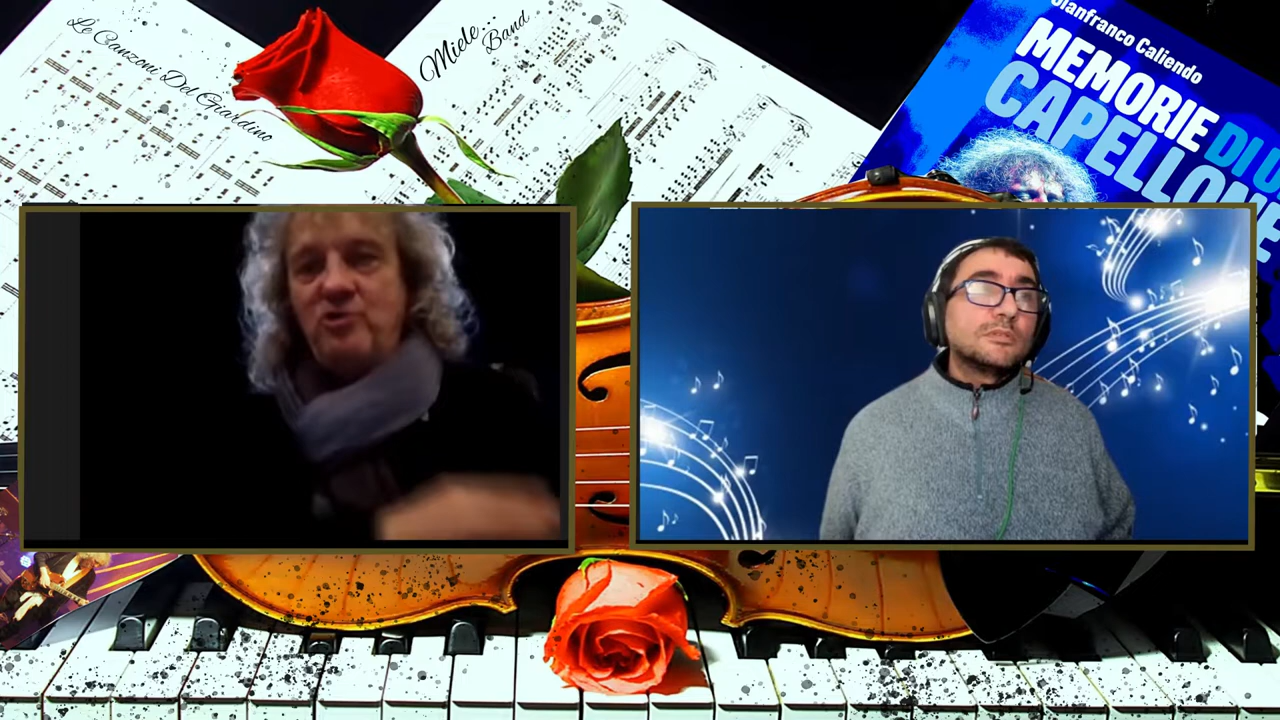 Le Canzoni Del Giardino
Miele...
Band
Gianfranco Caliendo
MEMORIE DI U
CAPELLONE